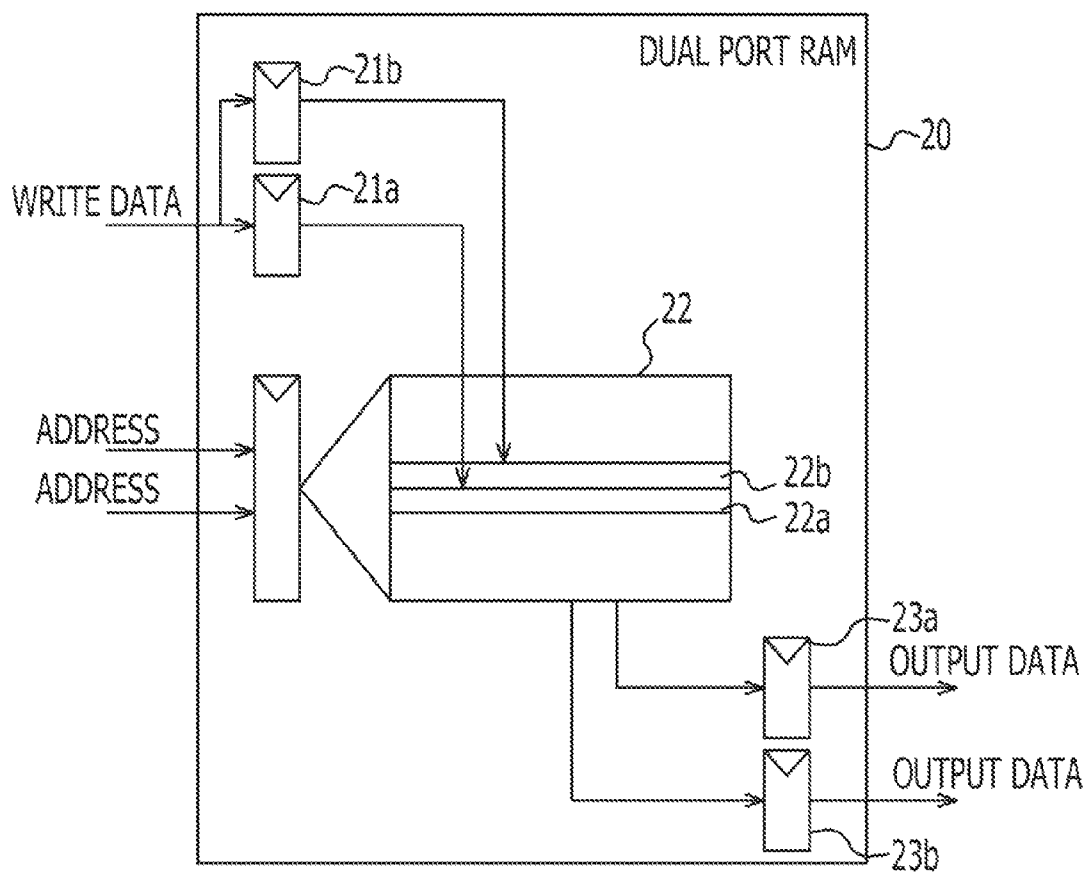 DUAL PORT RAM
21b
20
21a
WRITE DATA
22
ADDRESS
22b
ADDRESS
22a
23a
OUTPUT DATA
OUTPUT DATA
23b